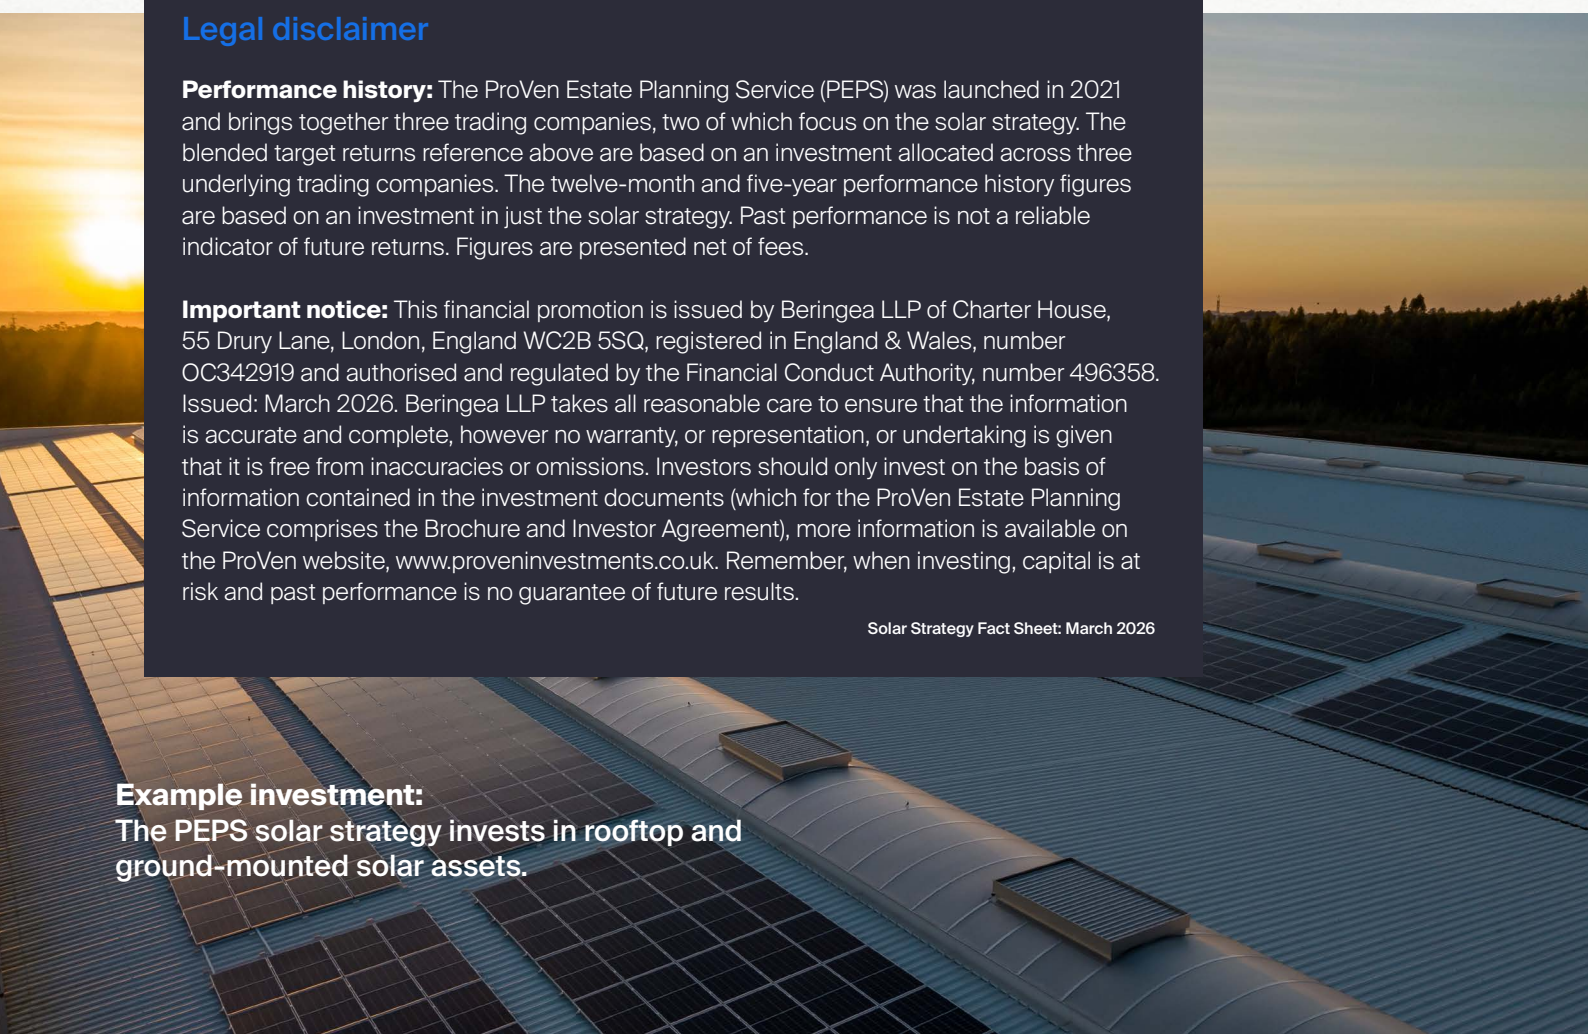 Legal disclaimer
Performance history: The ProVen Estate Planning Service (PEPS) was launched in 2021
and brings together three trading companies, two of which focus on the solar strategy. The
blended target returns reference above are based on an investment allocated across three
underlying trading companies. The twelve-month and five-year performance history figures
are based on an investment in just the solar strategy. Past performance is not a reliable
indicator of future returns. Figures are presented net of fees.
Important notice: This financial promotion is issued by Beringea LLP of Charter House,
55 Drury Lane, London, England WC2B 5SQ, registered in England & Wales, number
OC342919 and authorised and regulated by the Financial Conduct Authority, number 496358.
Issued: March 2026. Beringea LLP takes all reasonable care to ensure that the information
is accurate and complete, however no warranty, or representation, or undertaking is given
that it is free from inaccuracies or omissions. Investors should only invest on the basis of
information contained in the investment documents (which for the ProVen Estate Planning
Service comprises the Brochure and Investor Agreement), more information is available on
the ProVen website, www.proveninvestments.co.uk. Remember, when investing, capital is at
risk and past performance is no guarantee of future results.
Solar Strategy Fact Sheet: March 2026
Example investment:
The PEPS solar strategy invests in rooftop and
ground-mounted solar assets.